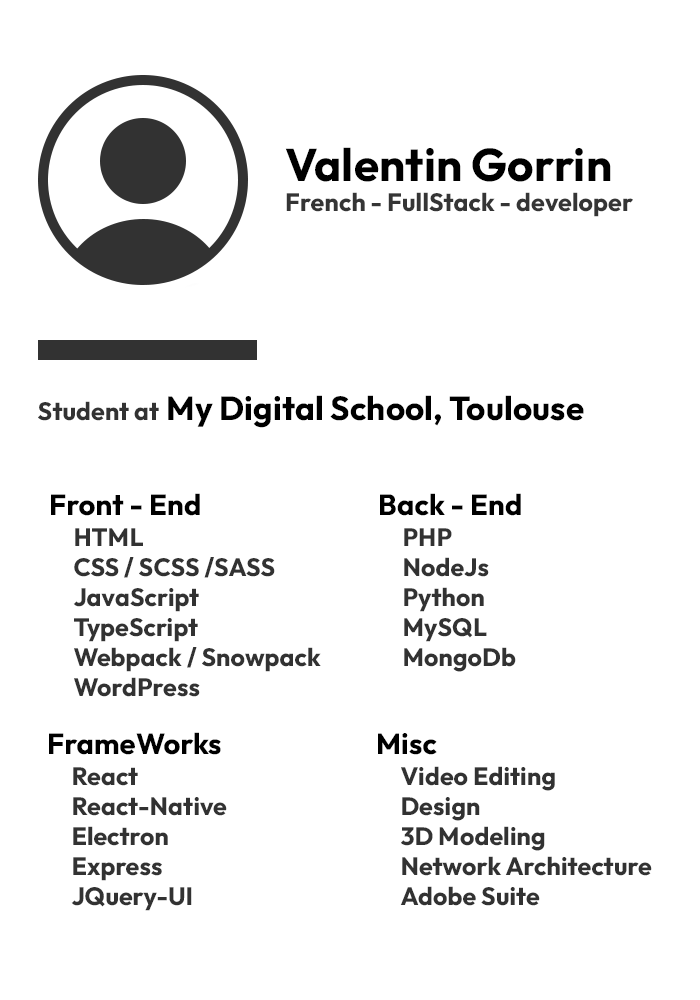 Valentin Gorrin
French - FullStack - developer
Student at My Digital School, Toulouse
Front - End
HTML
CSS / SCSS /SASS
JavaScript
TypeScript
Webpack / Snowpack
WordPress
Back - End
PHP
NodeJs
Python
MySQL
MongoDb
FrameWorks
React
React-Native
Electron
Express
JQuery-UI
Misc
Video Editing
Design
3D Modeling
Network Architecture
Adobe Suite